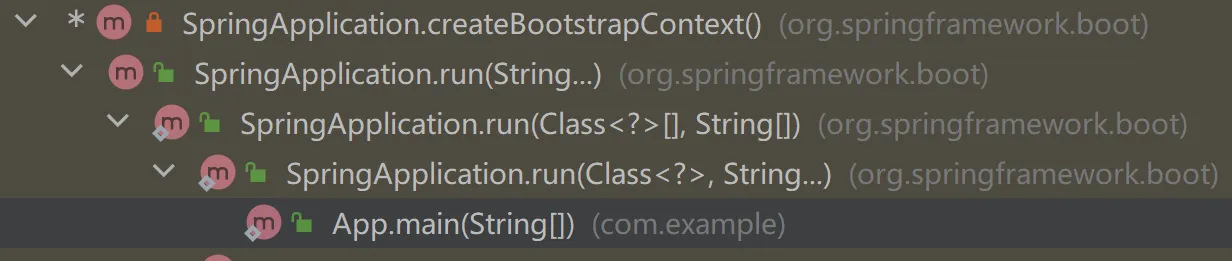 * m SpringApplication.createBootstrapContext() (org.springframework.boot)
m SpringApplication.run(String...) (org.springframework.boot)
m SpringApplication.run(Class<?>[], String[]) (org.springframework.boot)
m SpringApplication.run(Class<?>, String...) (org.springframework.boot)
m App.main(String[]) (com.example)